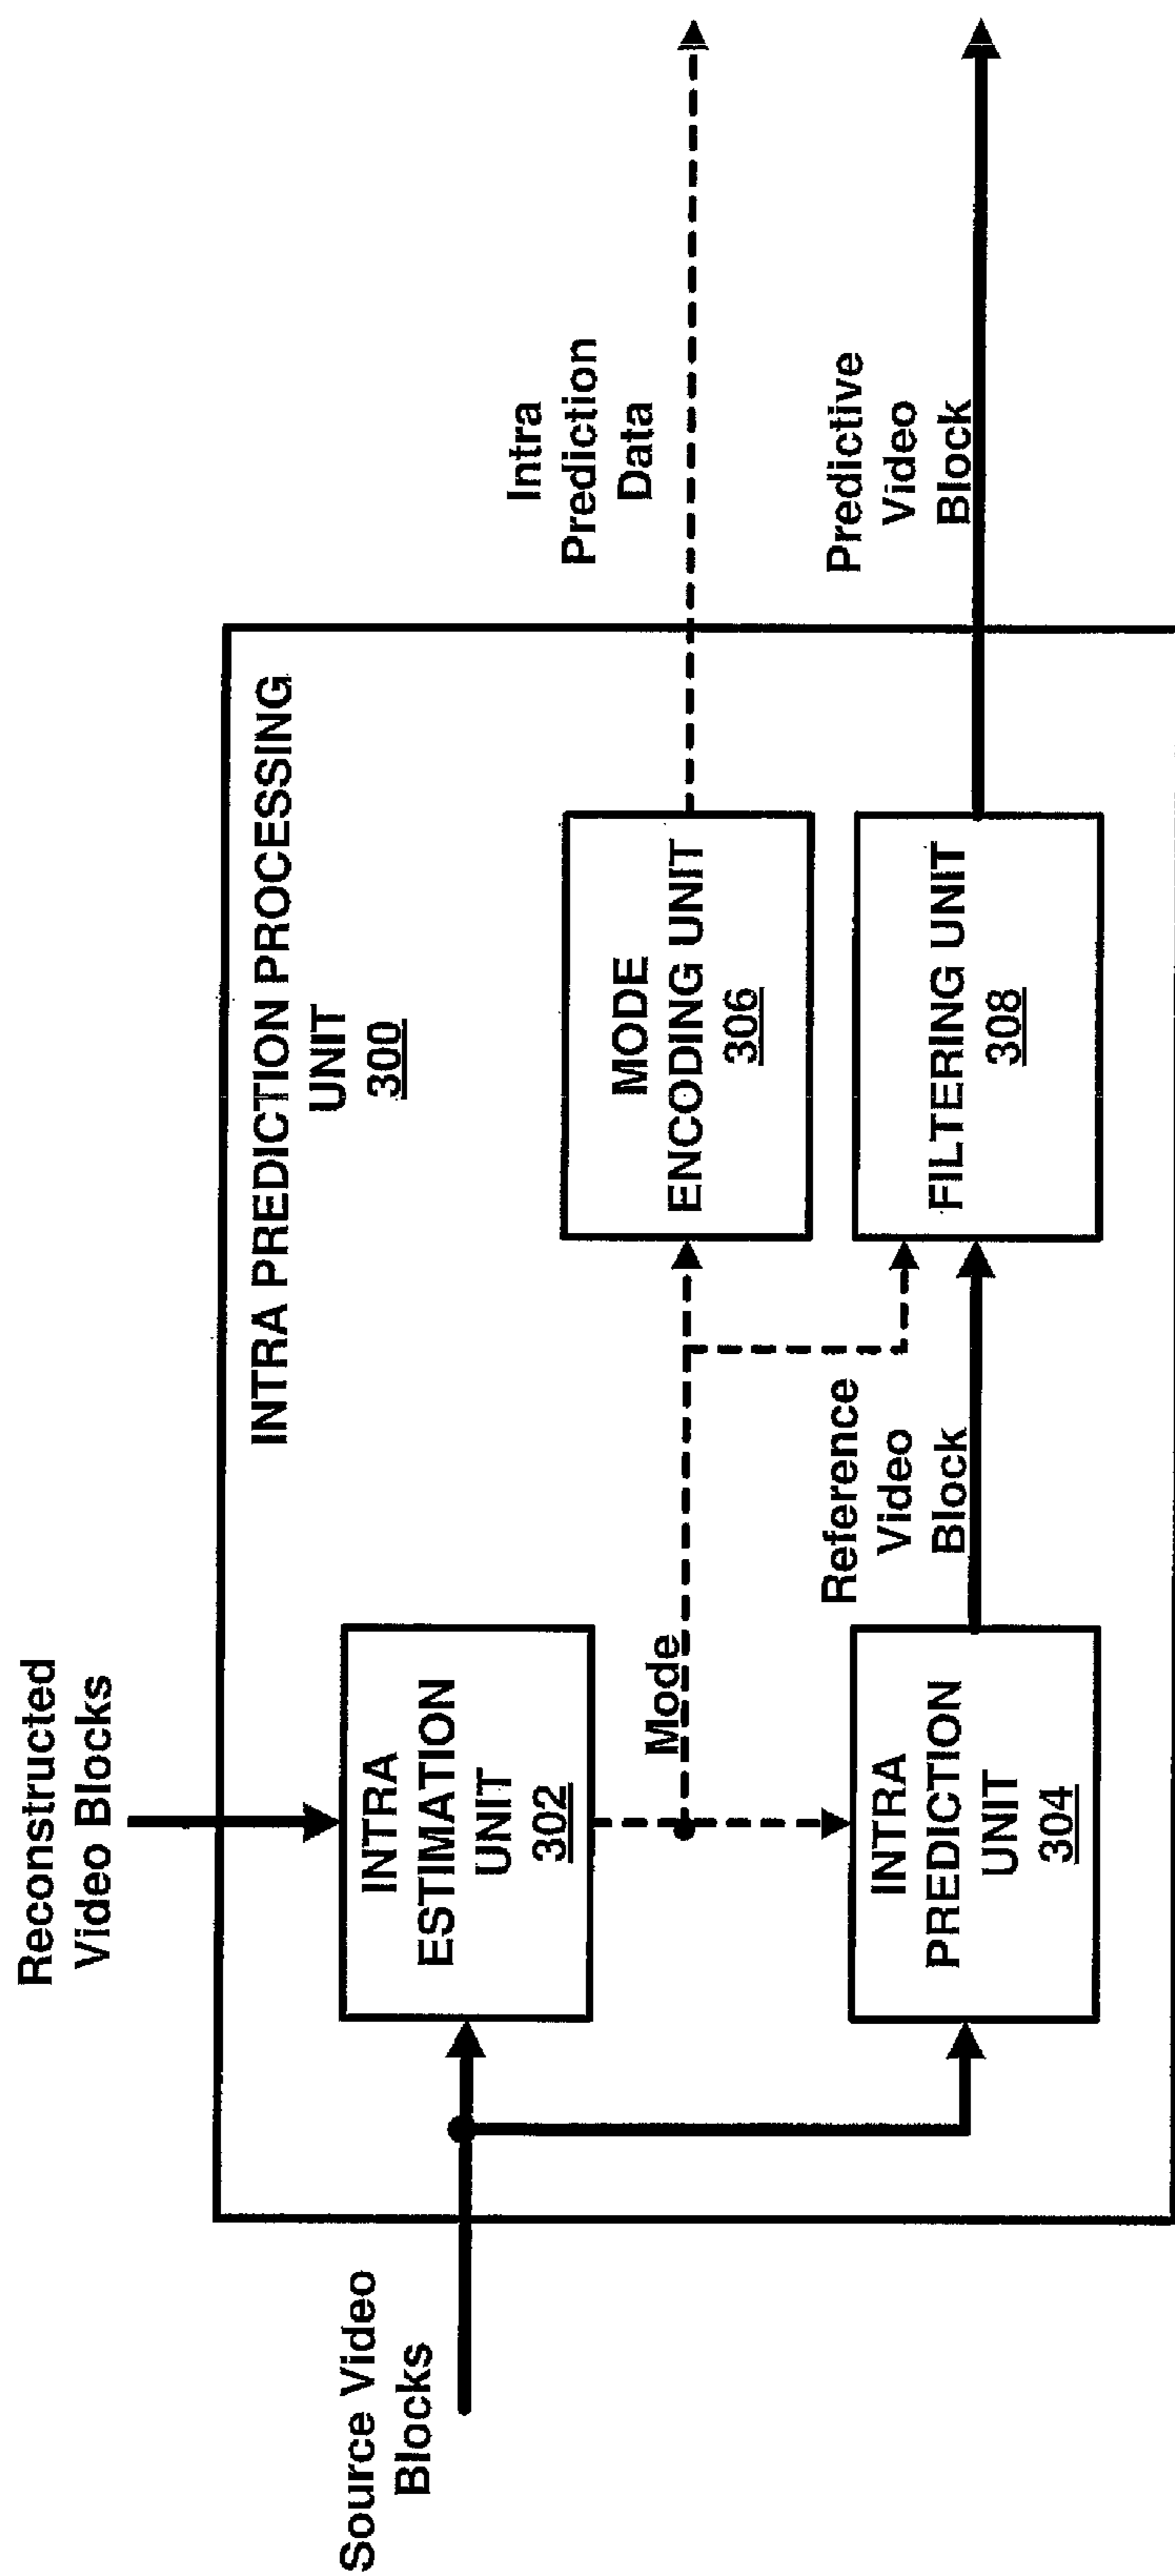 Reconstructed
Video Blocks
Source Video
Blocks
INTRA PREDICTION PROCESSING
UNIT
300
INTRA
ESTIMATION
UNIT
302
Mode
INTRA
PREDICTION
UNIT
304
Reference
Video
Block
MODE
ENCODING UNIT
306
FILTERING UNIT
308
Intra
Prediction
Data
Predictive
Video
Block